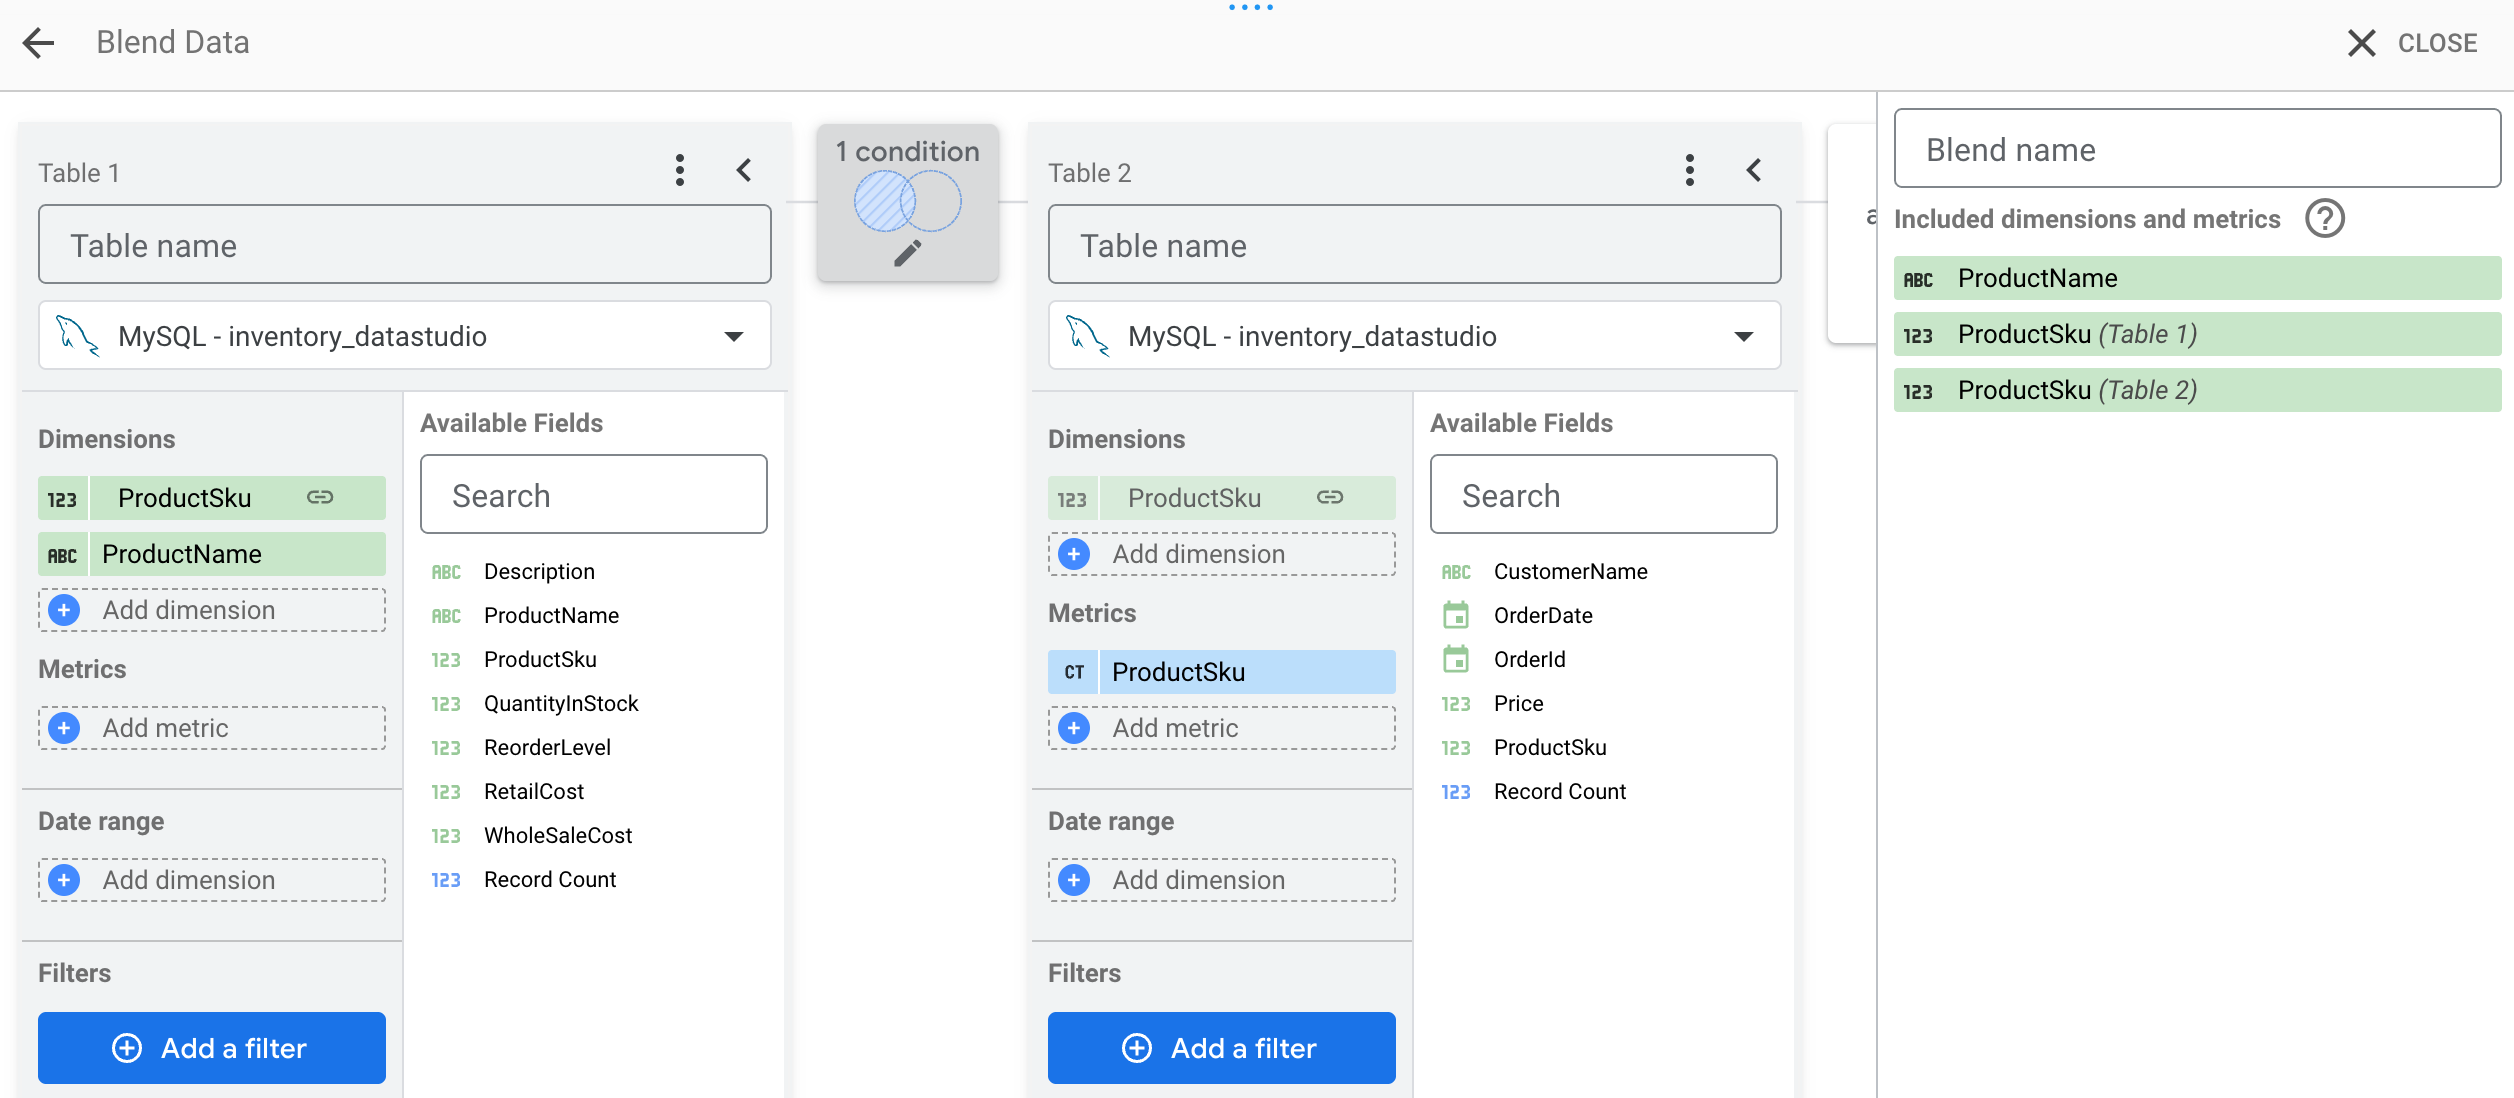 Blend Data
CLOSE
Table 1
Table name
MySQL - inventory_datastudio
Dimensions
123 ProductSku
ABC ProductName
Add dimension
Metrics
Add metric
Date range
Add dimension
Filters
Add a filter
Available Fields
Search
ABC Description
ABC ProductName
123 ProductSku
123 QuantityInStock
123 ReorderLevel
123 RetailCost
123 WholeSaleCost
123 Record Count
1 condition
Table 2
Table name
MySQL - inventory_datastudio
Dimensions
123 ProductSku
Add dimension
Metrics
CT ProductSku
Add metric
Date range
Add dimension
Filters
Add a filter
Available Fields
Search
ABC CustomerName
OrderDate
OrderId
123 Price
123 ProductSku
123 Record Count
Blend name
Included dimensions and metrics
ABC ProductName
123 ProductSku (Table 1)
123 ProductSku (Table 2)